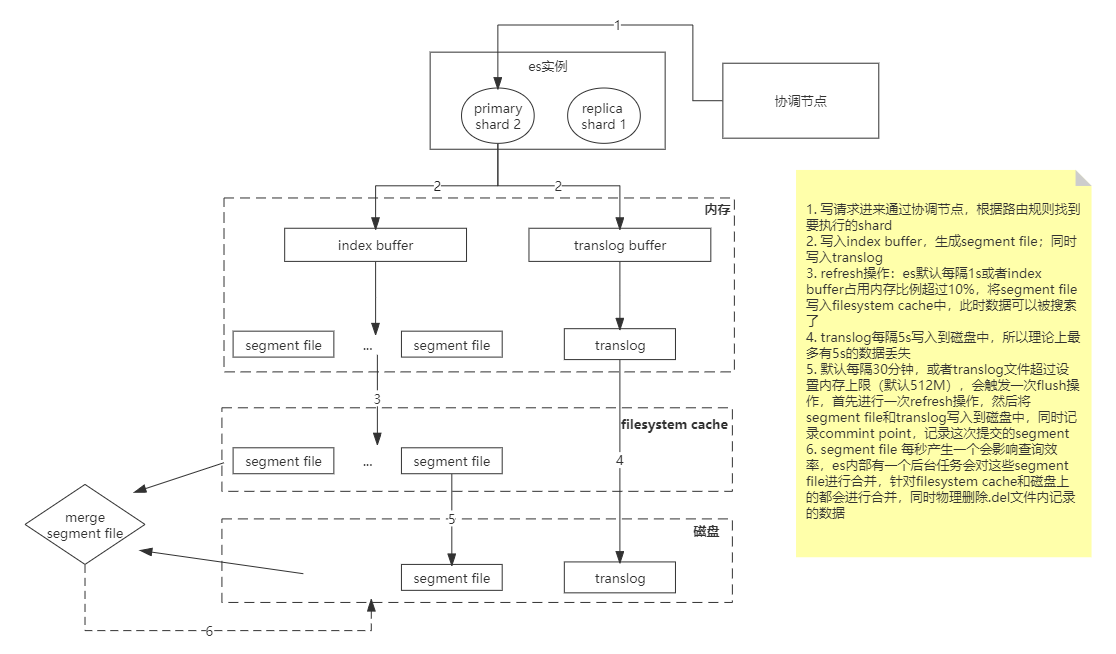 1
es实例
primary
shard 2
replica
shard 1
协调节点
2
2
内存
index buffer
translog buffer
segment file
...
segment file
translog
3
filesystem cache
segment file
...
segment file
4
merge
segment file
5
磁盘
segment file
translog
6
1. 写请求进来通过协调节点，根据路由规则找到
要执行的shard
2. 写入index buffer，生成segment file；同时
写入translog
3. refresh操作：es默认每隔1s或者index
buffer占用内存比例超过10%，将segment file
写入filesystem cache中，此时数据可以被搜索
了
4. translog每隔5s写入到磁盘中，所以理论上最
多有5s的数据丢失
5. 默认每隔30分钟，或者translog文件超过设
置内存上限（默认512M），会触发一次flush操
作，首先进行一次refresh操作，然后将
segment file和translog写入到磁盘中，同时记
录commint point，记录这次提交的segment
6. segment file 每秒产生一个会影响查询效
率，es内部有一个后台任务会对这些segment
file进行合并，针对filesystem cache和磁盘上
的都会进行合并，同时物理删除.del文件内记录
的数据